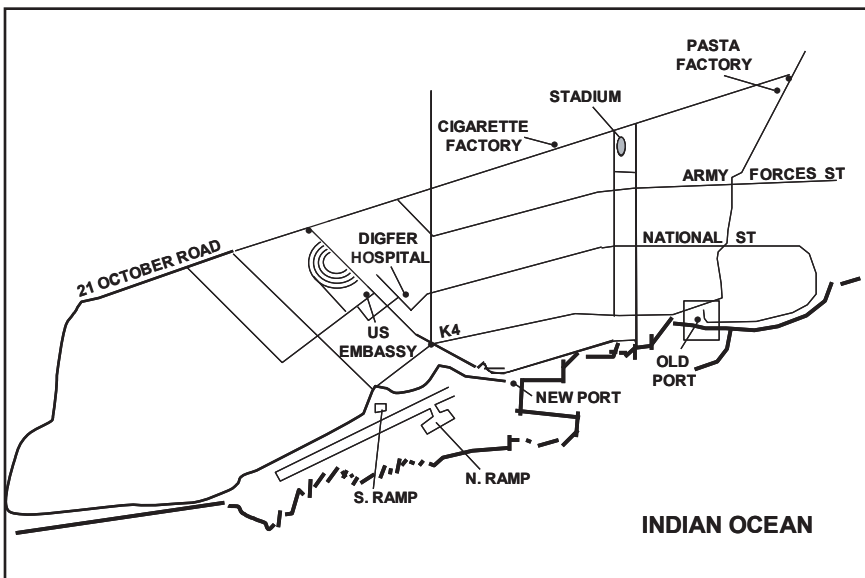 PASTA
FACTORY
STADIUM
CIGARETTE
FACTORY
ARMY FORCES ST
21 OCTOBER ROAD
DIGFER
HOSPITAL
NATIONAL ST
US
EMBASSY
K4
OLD
PORT
NEW PORT
N. RAMP
S. RAMP
INDIAN OCEAN